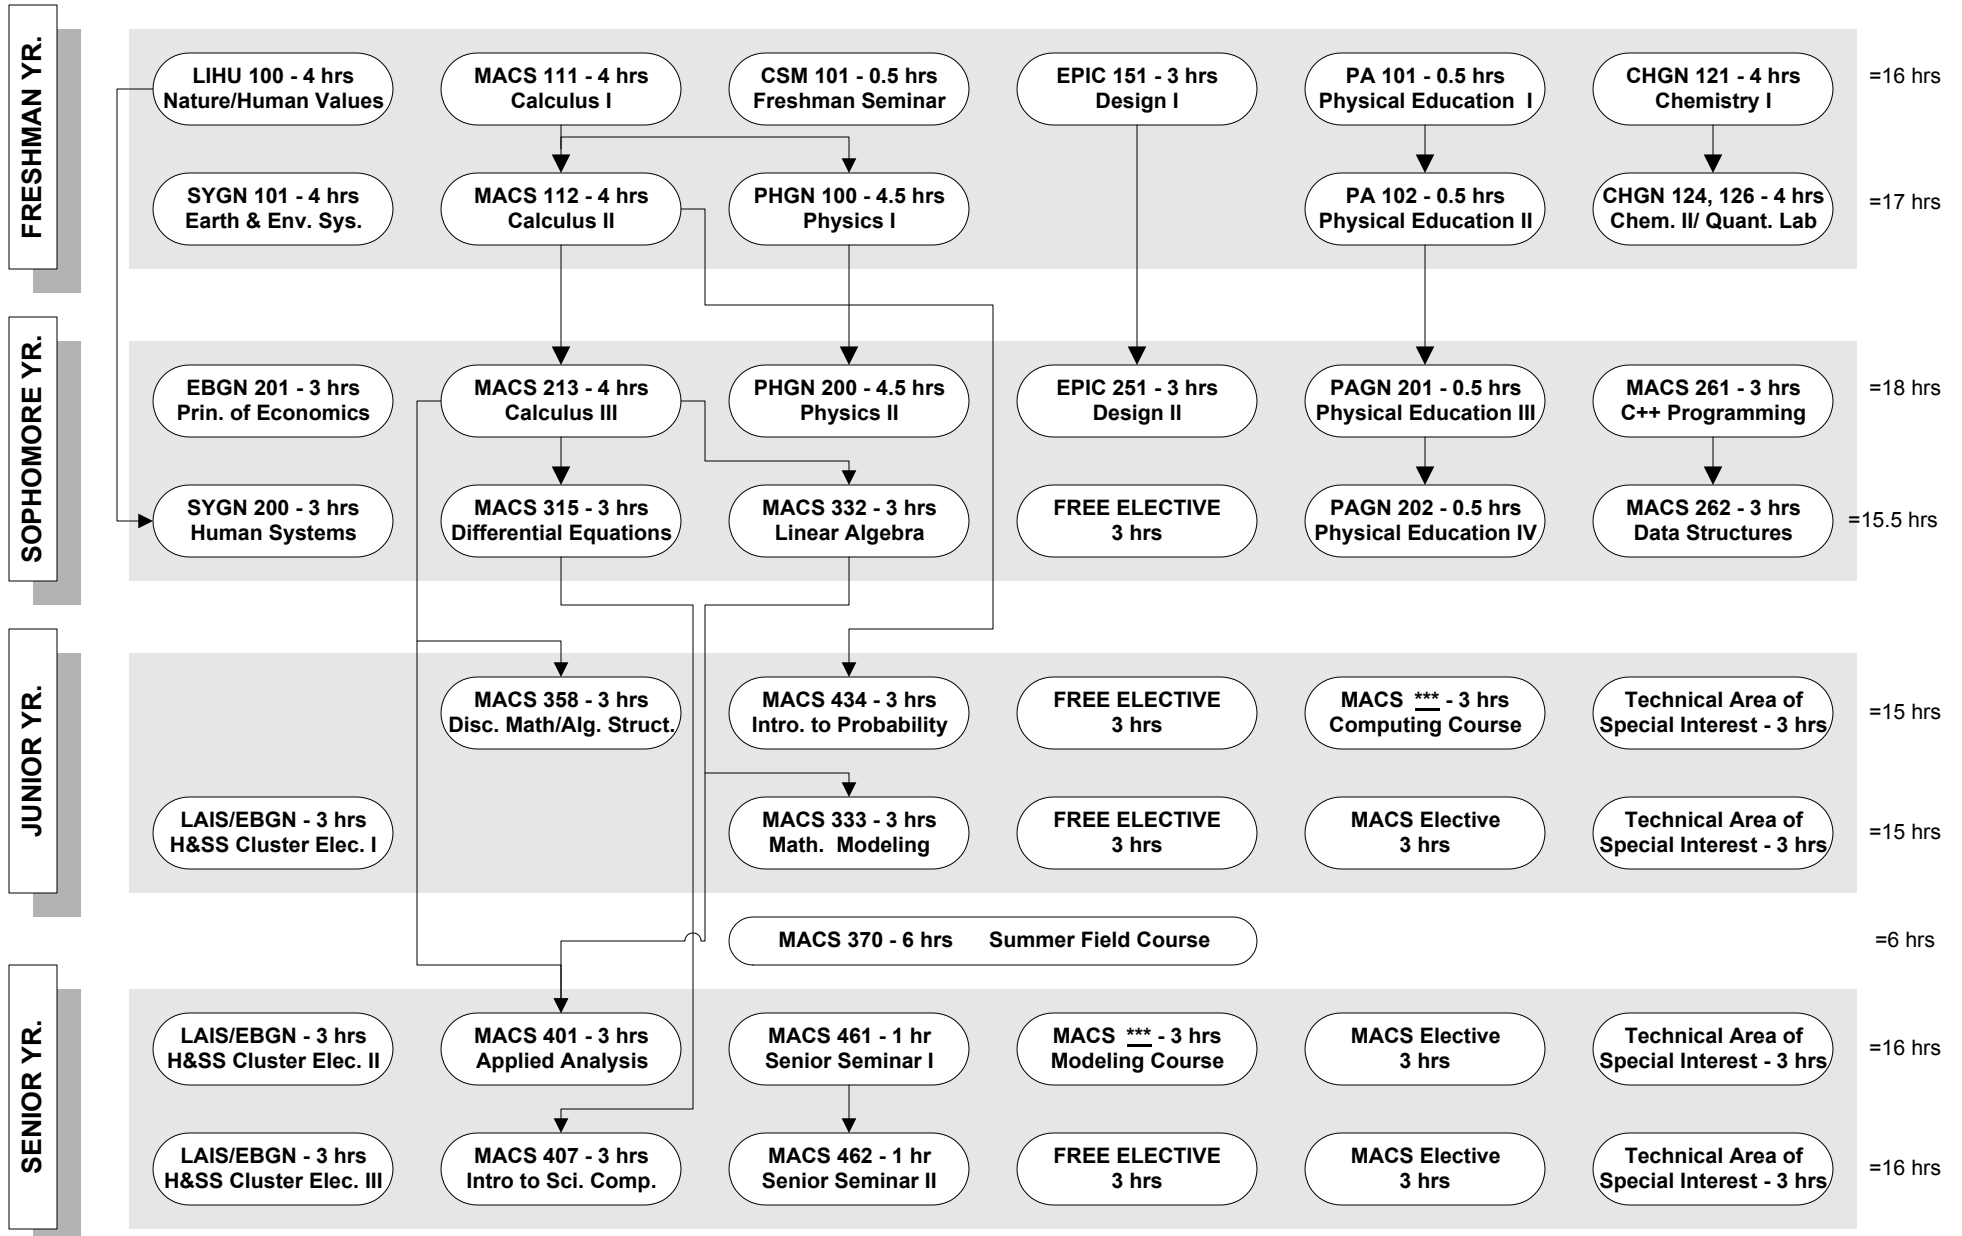 FRESHMAN YR.
LIHU 100 - 4 hrs
Nature/Human Values
MACS 111 - 4 hrs
Calculus I
CSM 101 - 0.5 hrs
Freshman Seminar
EPIC 151 - 3 hrs
Design I
PA 101 - 0.5 hrs
Physical Education I
CHGN 121 - 4 hrs
Chemistry I
=16 hrs
SYGN 101 - 4 hrs
Earth & Env. Sys.
MACS 112 - 4 hrs
Calculus II
PHGN 100 - 4.5 hrs
Physics I
PA 102 - 0.5 hrs
Physical Education II
CHGN 124, 126 - 4 hrs
Chem. II/ Quant. Lab
=17 hrs
SOPHOMORE YR.
EBGN 201 - 3 hrs
Prin. of Economics
MACS 213 - 4 hrs
Calculus III
PHGN 200 - 4.5 hrs
Physics II
EPIC 251 - 3 hrs
Design II
PAGN 201 - 0.5 hrs
Physical Education III
MACS 261 - 3 hrs
C++ Programming
=18 hrs
SYGN 200 - 3 hrs
Human Systems
MACS 315 - 3 hrs
Differential Equations
MACS 332 - 3 hrs
Linear Algebra
FREE ELECTIVE
3 hrs
PAGN 202 - 0.5 hrs
Physical Education IV
MACS 262 - 3 hrs
Data Structures
=15.5 hrs
JUNIOR YR.
MACS 358 - 3 hrs
Disc. Math/Alg. Struct.
MACS 434 - 3 hrs
Intro. to Probability
FREE ELECTIVE
3 hrs
MACS *** - 3 hrs
Computing Course
Technical Area of
Special Interest - 3 hrs
=15 hrs
LAIS/EBGN - 3 hrs
H&SS Cluster Elec. I
MACS 333 - 3 hrs
Math. Modeling
FREE ELECTIVE
3 hrs
MACS Elective
3 hrs
Technical Area of
Special Interest - 3 hrs
=15 hrs
MACS 370 - 6 hrs Summer Field Course
=6 hrs
SENIOR YR.
LAIS/EBGN - 3 hrs
H&SS Cluster Elec. II
MACS 401 - 3 hrs
Applied Analysis
MACS 461 - 1 hr
Senior Seminar I
MACS *** - 3 hrs
Modeling Course
MACS Elective
3 hrs
Technical Area of
Special Interest - 3 hrs
=16 hrs
LAIS/EBGN - 3 hrs
H&SS Cluster Elec. III
MACS 407 - 3 hrs
Intro to Sci. Comp.
MACS 462 - 1 hr
Senior Seminar II
FREE ELECTIVE
3 hrs
MACS Elective
3 hrs
Technical Area of
Special Interest - 3 hrs
=16 hrs